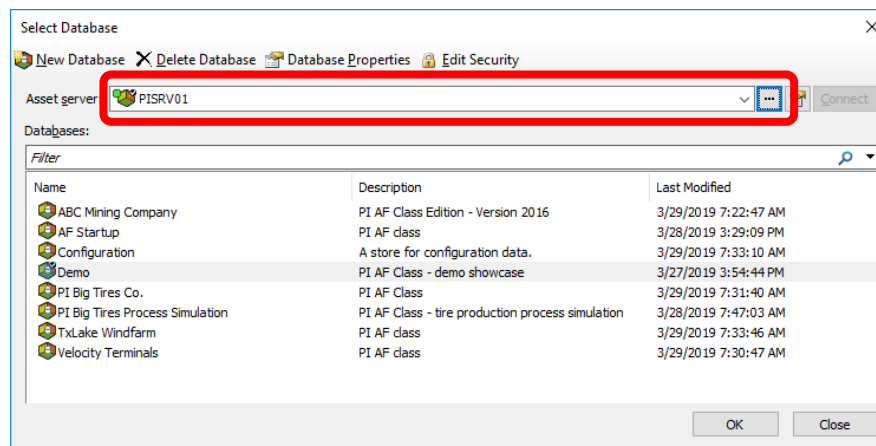 Select Database
New Database Delete Database Database Properties Edit Security
Asset server: PISRV01 ... Connect
Databases:
Filter
Name Description Last Modified
ABC Mining Company PI AF Class Edition - Version 2016 3/29/2019 7:22:47 AM
AF Startup PI AF class 3/28/2019 3:29:09 PM
Configuration A store for configuration data. 3/29/2019 7:33:10 AM
Demo PI AF Class - demo showcase 3/27/2019 3:54:44 PM
PI Big Tires Co. PI AF Class 3/29/2019 7:31:40 AM
PI Big Tires Process Simulation PI AF Class - tire production process simulation 3/28/2019 7:47:03 AM
TxLake Windfarm PI AF class 3/29/2019 7:33:46 AM
Velocity Terminals PI AF class 3/29/2019 7:30:47 AM
OK Close